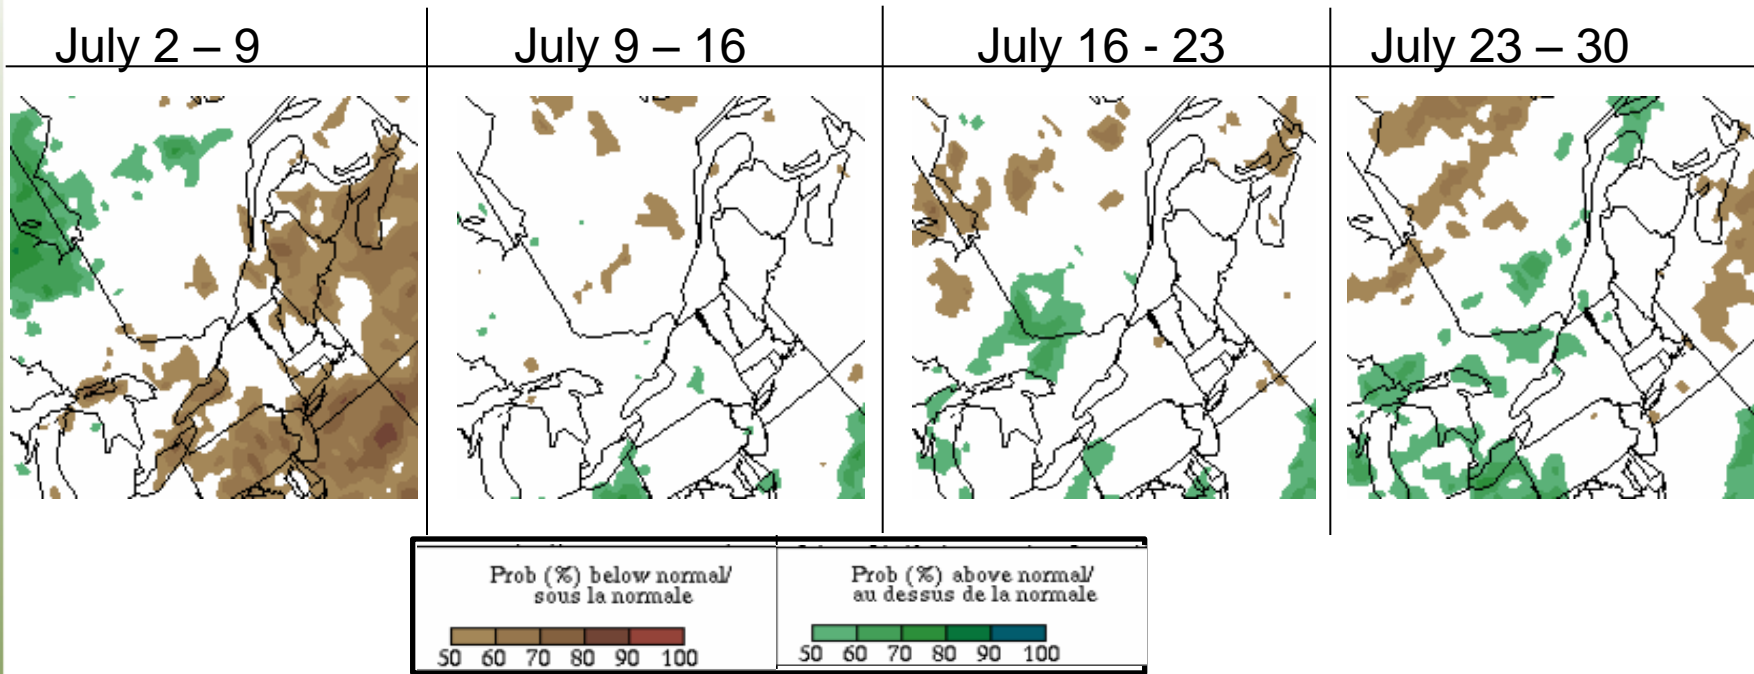 July 2 – 9
July 9 – 16
July 16 - 23
July 23 – 30
Prob (%) below normal/
sous la normale
50 60 70 80 90 100
Prob (%) above normal/
au dessus de la normale
50 60 70 80 90 100